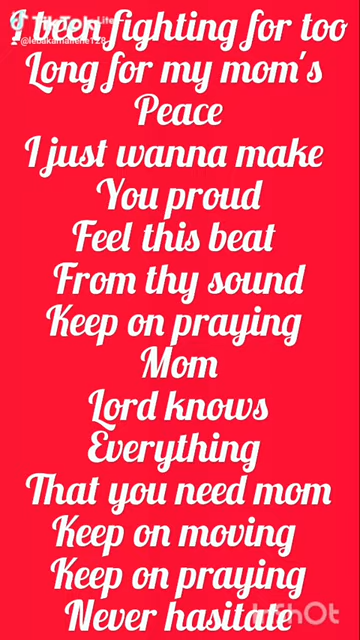 I been fighting for too
@lebakamailene128
Long for my mom's
Peace
I just wanna make
You proud
Feel this beat
From thy sound
Keep on praying
Mom
Lord knows
Everything
That you need mom
Keep on moving
Keep on praying
Never hasitate
InShot